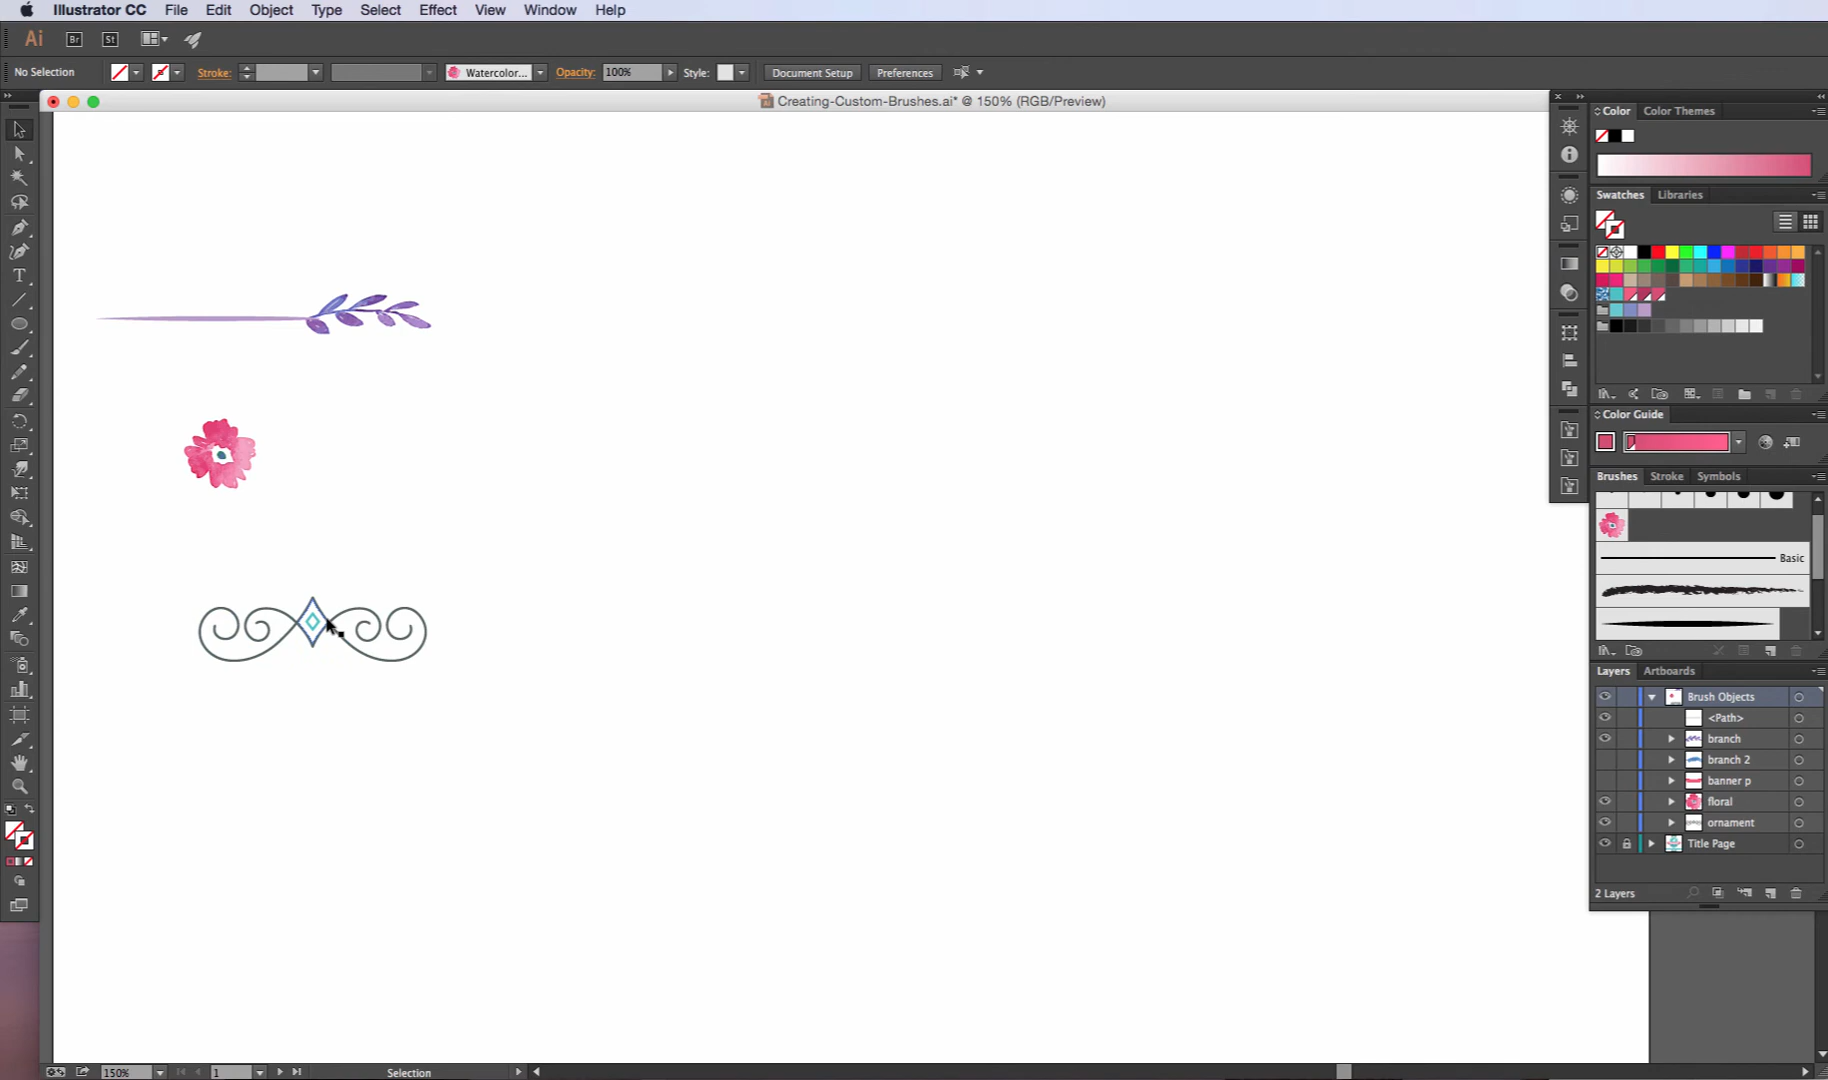 Illustrator CC File Edit Object Type Select Effect View Window Help
Ai Br St
No Selection Stroke: Watercolor... Opacity: 100% Style: Document Setup Preferences
Creating-Custom-Brushes.ai* @ 150% (RGB/Preview)
Color Color Themes
Swatches Libraries
Color Guide
Brushes Stroke Symbols
Basic
Layers Artboards
Brush Objects
<Path>
branch
branch 2
banner p
floral
ornament
Title Page
2 Layers
150% 1 Selection